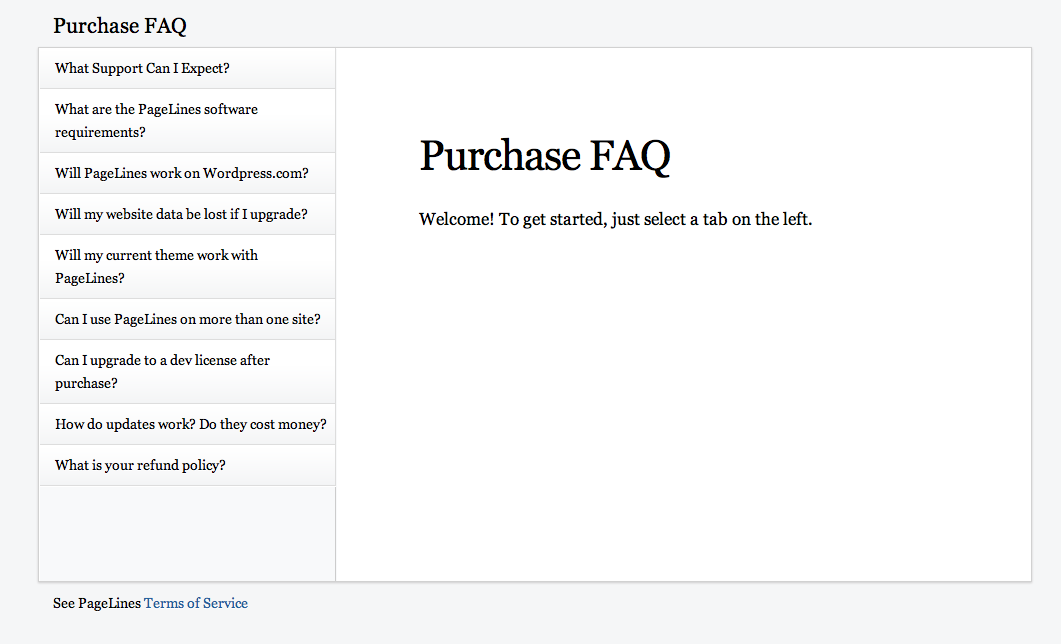 Purchase FAQ
What Support Can I Expect?
What are the PageLines software
requirements?
Will PageLines work on Wordpress.com?
Will my website data be lost if I upgrade?
Will my current theme work with
PageLines?
Can I use PageLines on more than one site?
Can I upgrade to a dev license after
purchase?
How do updates work? Do they cost money?
What is your refund policy?
Purchase FAQ
Welcome! To get started, just select a tab on the left.
See PageLines Terms of Service